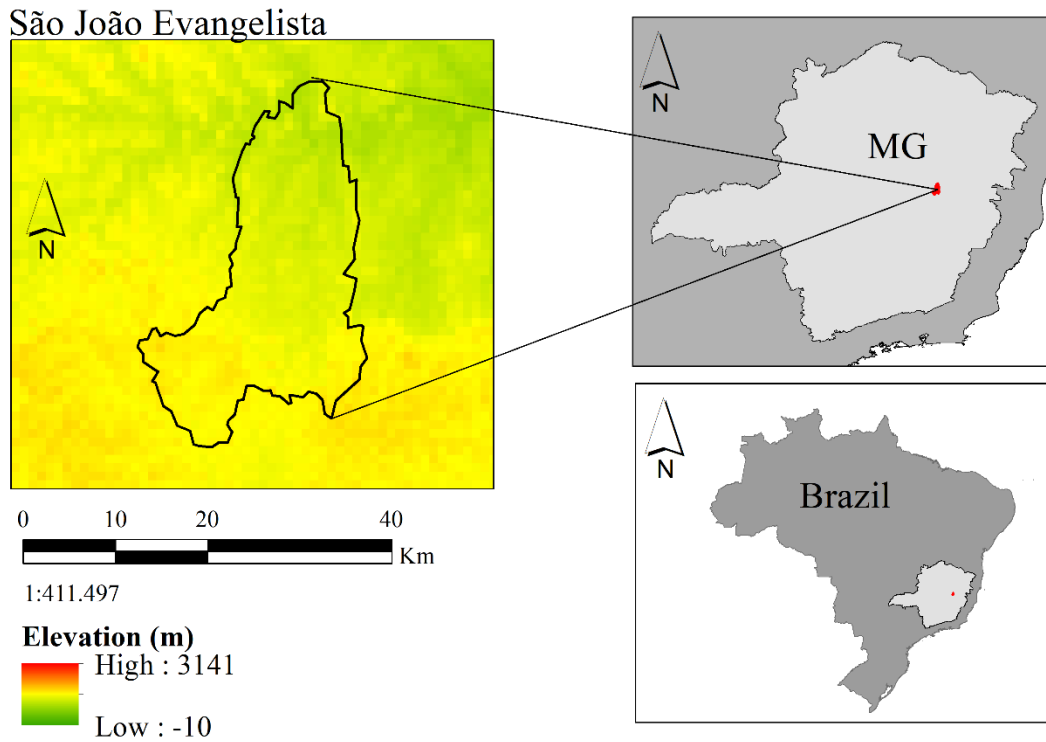 São João Evangelista
N
0 10 20 40
Km
1:411.497
Elevation (m)
High : 3141
Low : -10
N
MG
N
Brazil